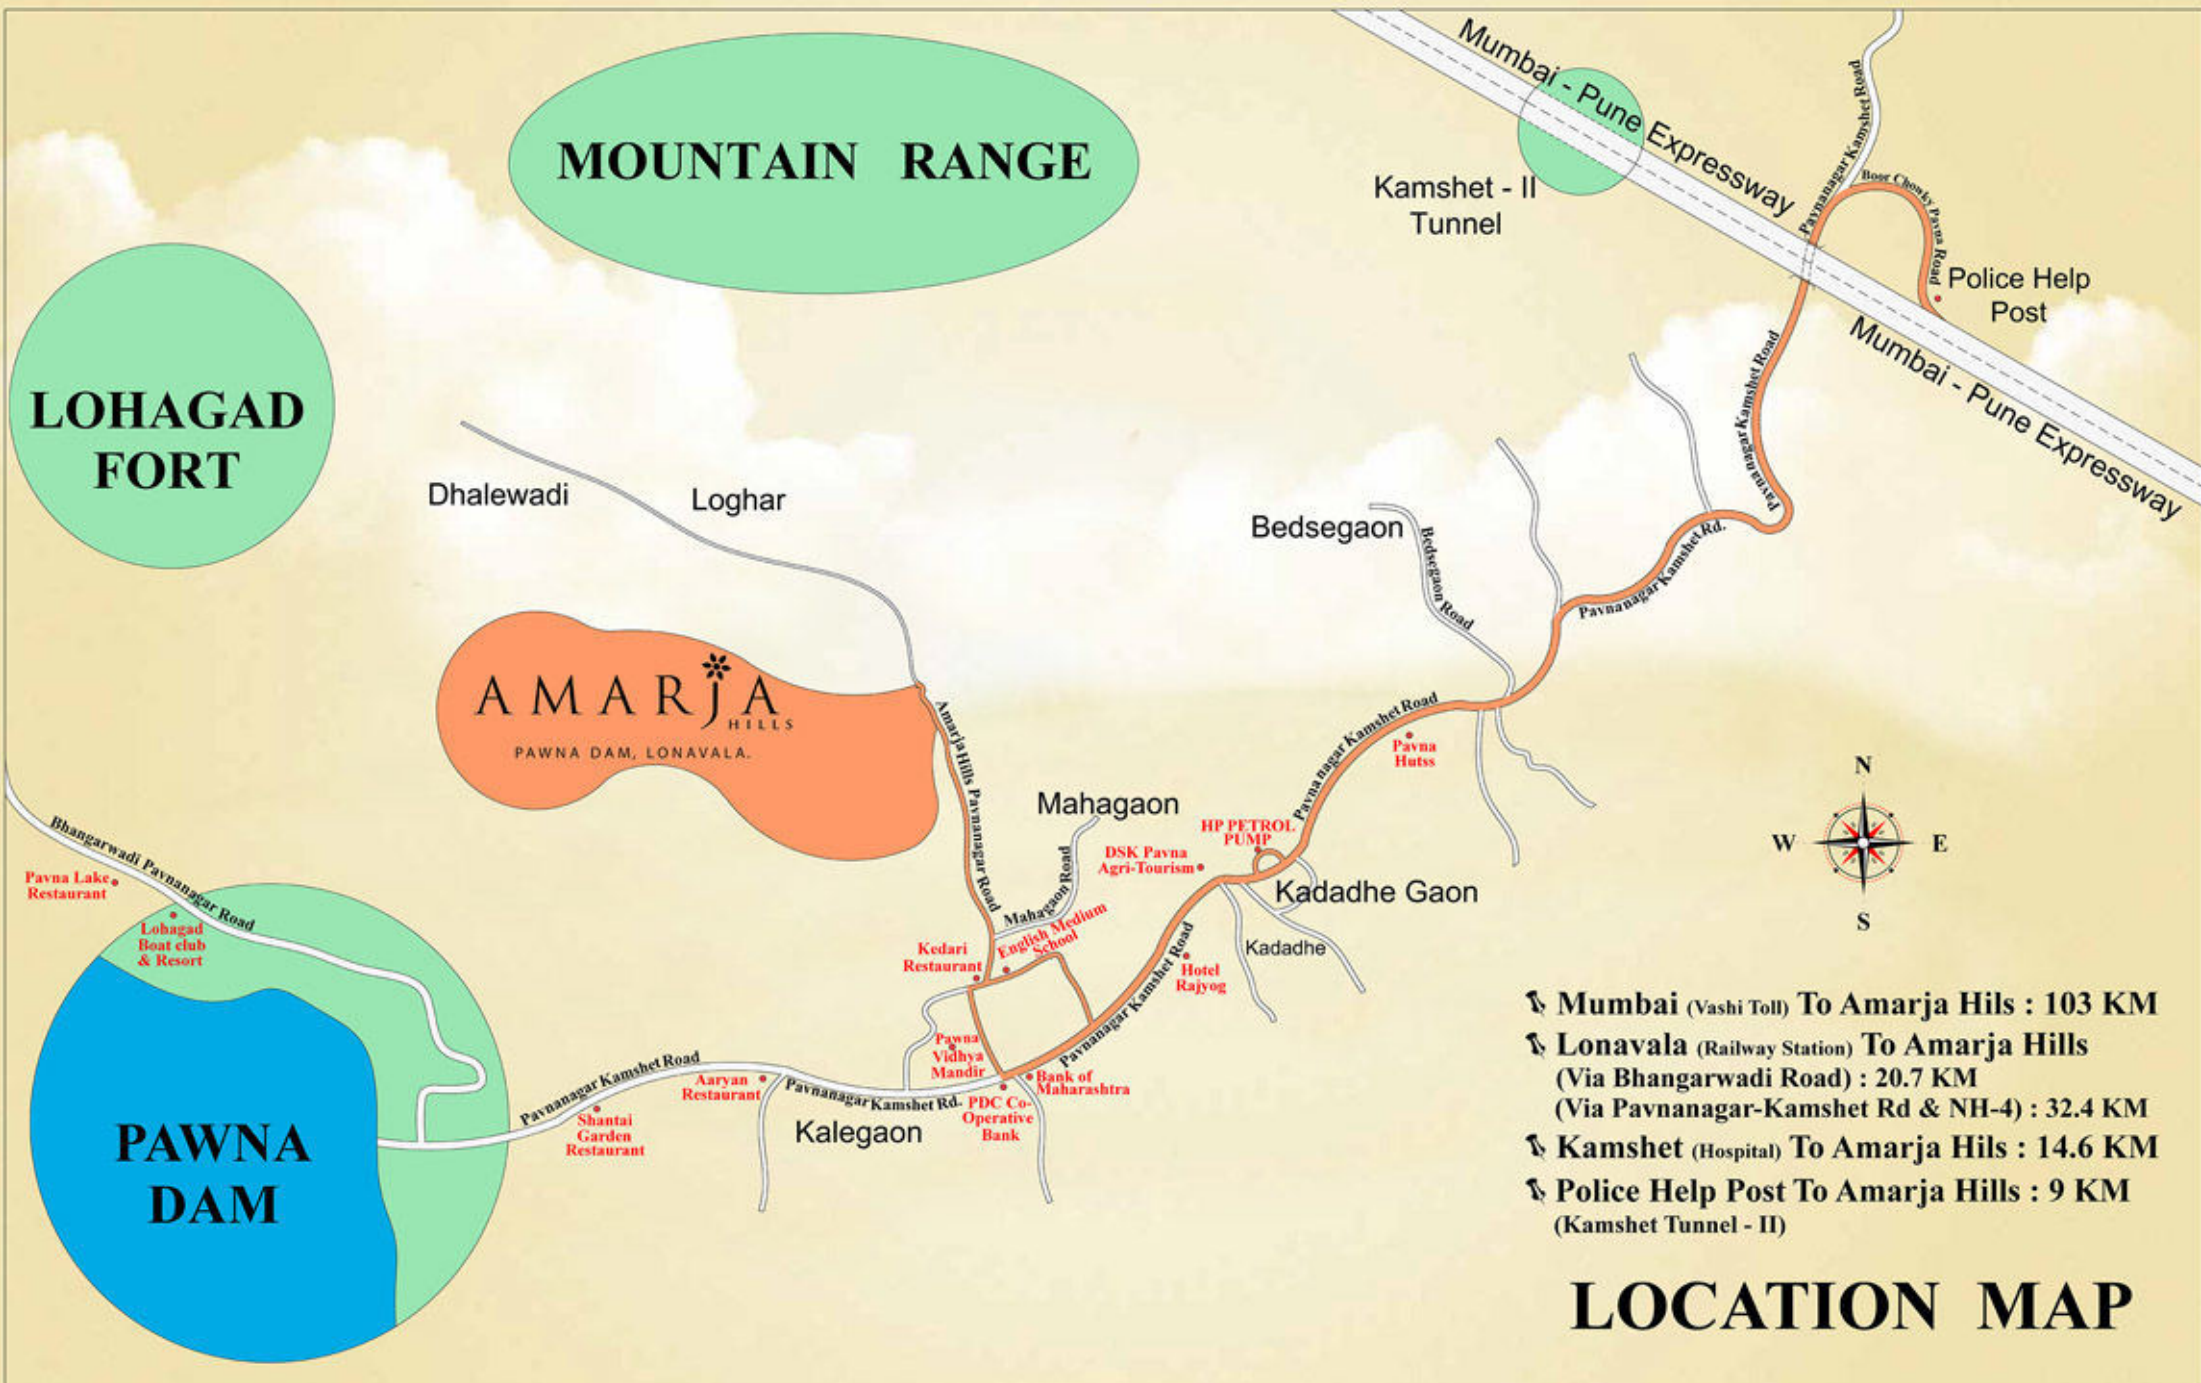 Mumbai - Pune Expressway
MOUNTAIN RANGE
Kamshet - II
Tunnel
Pavnanagar Kamshet Road
Boor Chowky Pavna Road
Police Help
Post
Mumbai - Pune Expressway
LOHAGAD
FORT
Dhalewadi
Loghar
Bedsegaon
Bedsegaon Road
Pavnanagar Kamshet Road
Pavnanagar Kamshet Rd.
AMARJA
HILLS
PAWNA DAM, LONAVALA.
Amarja Hills Pavnanagar Road
Pavnanagar Kamshet Road
Pavna
Hutss
Mahagaon
Mahagaon Road
HP PETROL
PUMP
DSK Pavna
Agri-Tourism
Kadadhe Gaon
Kadadhe
Bhangarwadi Pavnanagar Road
Pavna Lake
Restaurant
Lohagad
Boat club
& Resort
Kedari
Restaurant
English Medium
School
Hotel
Rajyog
Pavnanagar Kamshet Road
Pawna
Vidhya
Mandir
Bank of
Maharashtra
PDC Co-
Operative
Bank
Pavnanagar Kamshet Road
Aaryan
Restaurant
Pavnanagar Kamshet Rd.
Shantai
Garden
Restaurant
Kalegaon
PAWNA
DAM
N
W E
S
Mumbai (Vashi Toll) To Amarja Hils : 103 KM
Lonavala (Railway Station) To Amarja Hills
(Via Bhangarwadi Road) : 20.7 KM
(Via Pavnanagar-Kamshet Rd & NH-4) : 32.4 KM
Kamshet (Hospital) To Amarja Hils : 14.6 KM
Police Help Post To Amarja Hills : 9 KM
(Kamshet Tunnel - II)
LOCATION MAP